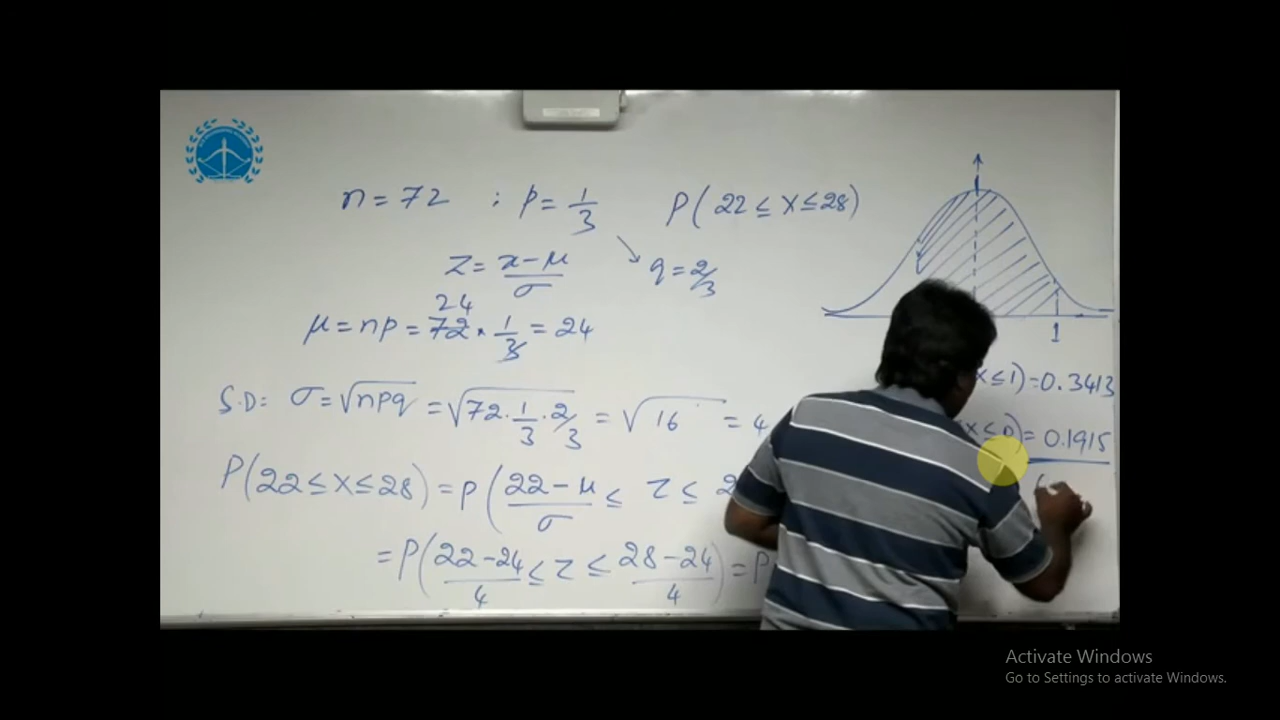 n = 72 ; p = 1/3 P(22 ≤ X ≤ 28)
z = x-μ/σ q = 2/3
24
μ = np = 72 * 1/3 = 24
1
S.D: σ = √npq = √72·1/3·2/3 = √16 = 4
X ≤ 1) = 0.3413
X ≤ 0) = 0.1915
P(22 ≤ X ≤ 28) = P(22-μ/σ ≤ Z ≤ 2
= P(22-24/4 ≤ Z ≤ 28-24/4) = P
Activate Windows
Go to Settings to activate Windows.